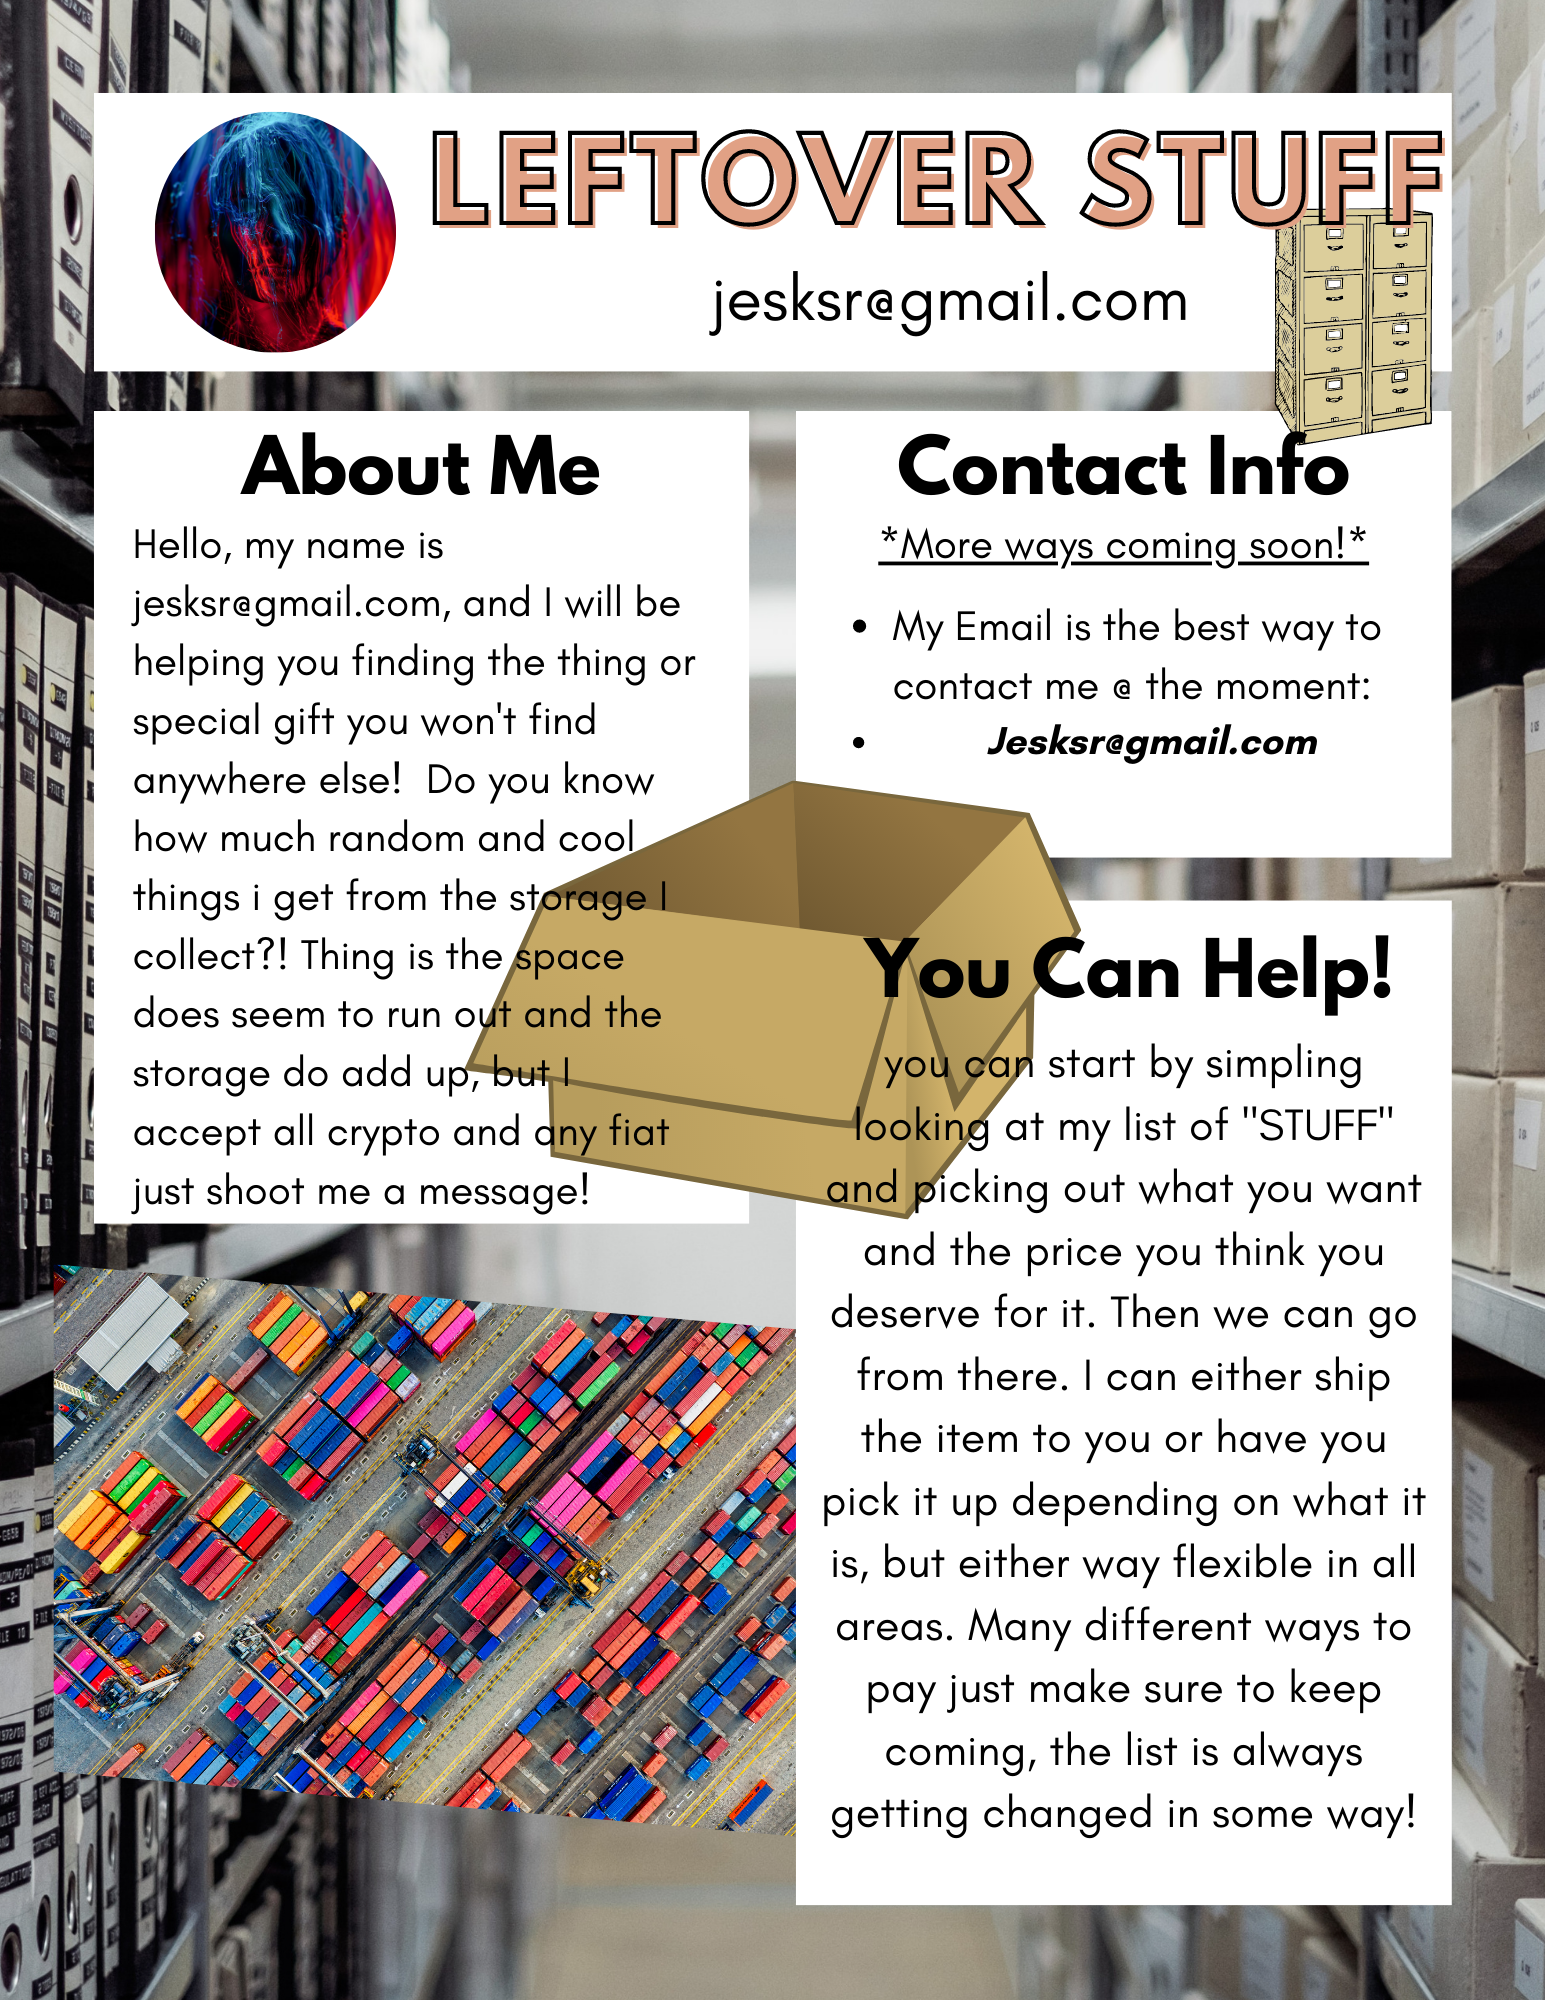 LEFTOVER STUFF
jesksr@gmail.com
About Me
Hello, my name is
jesksr@gmail.com, and I will be
helping you finding the thing or
special gift you won't find
anywhere else!  Do you know
how much random and cool
things i get from the storage I
collect?! Thing is the space
does seem to run out and the
storage do add up, but I
accept all crypto and any fiat
just shoot me a message!
Contact Info
*More ways coming soon!*
• My Email is the best way to
contact me @ the moment:
• Jesksr@gmail.com
You Can Help!
you can start by simpling
looking at my list of "STUFF"
and picking out what you want
and the price you think you
deserve for it. Then we can go
from there. I can either ship
the item to you or have you
pick it up depending on what it
is, but either way flexible in all
areas. Many different ways to
pay just make sure to keep
coming, the list is always
getting changed in some way!